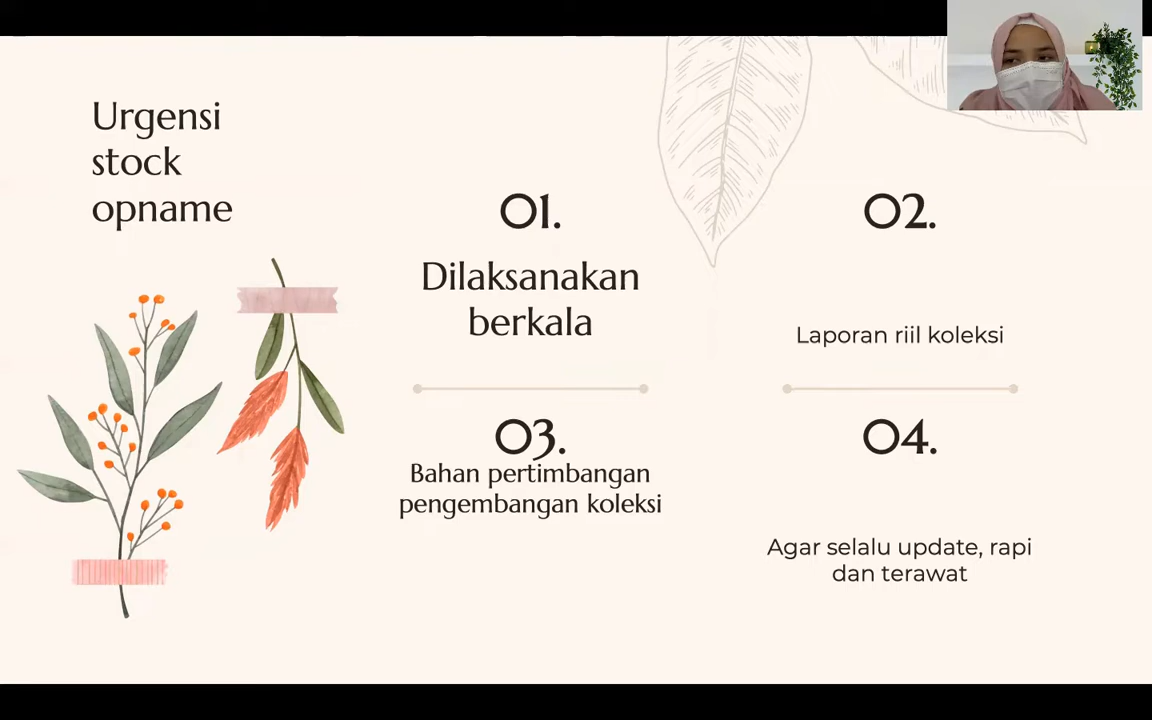 Urgensi
stock
opname
01.
Dilaksanakan
berkala
02.
Laporan riil koleksi
03.
Bahan pertimbangan
pengembangan koleksi
04.
Agar selalu update, rapi
dan terawat